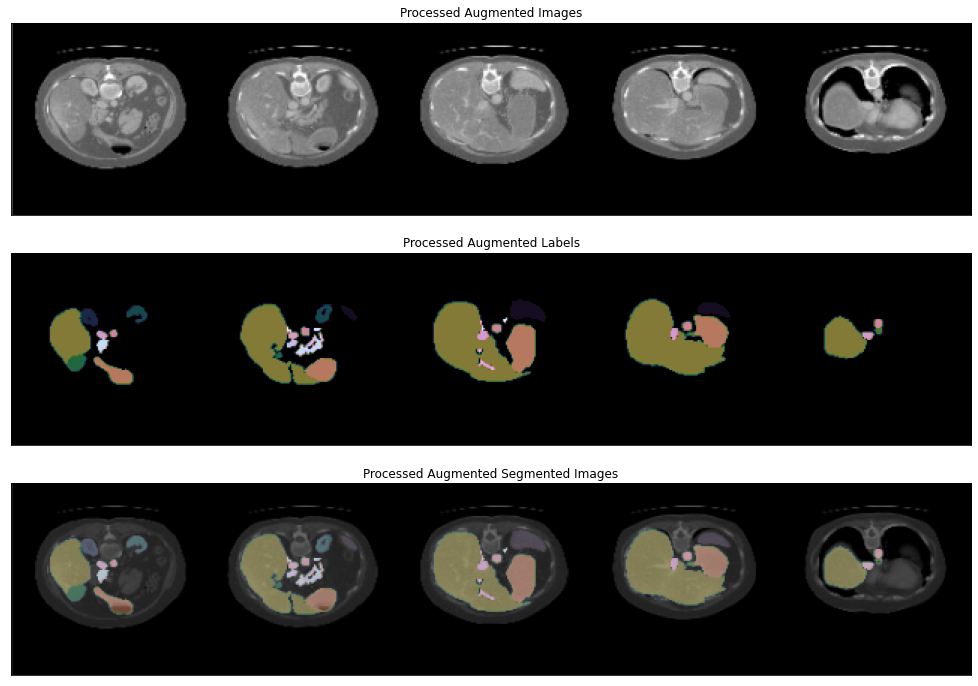 Processed Augmented Images
Processed Augmented Labels
Processed Augmented Segmented Images